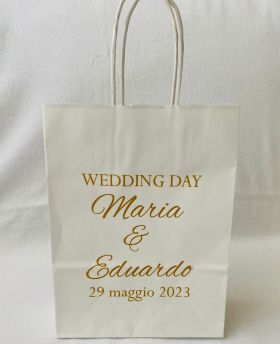 WEDDING DAY
Maria
&
Eduardo
29 maggio 2023